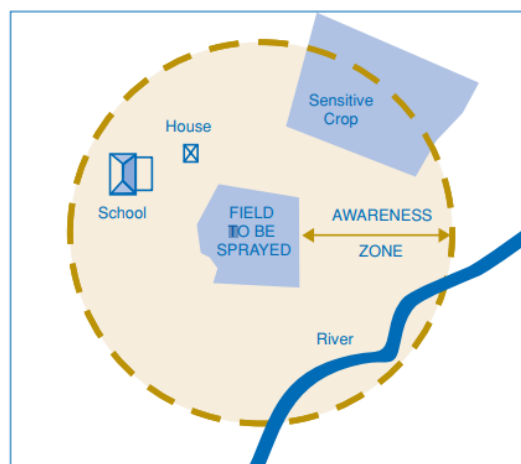 Sensitive
Crop
House
School
FIELD
TO BE
SPRAYED
AWARENESS
ZONE
River